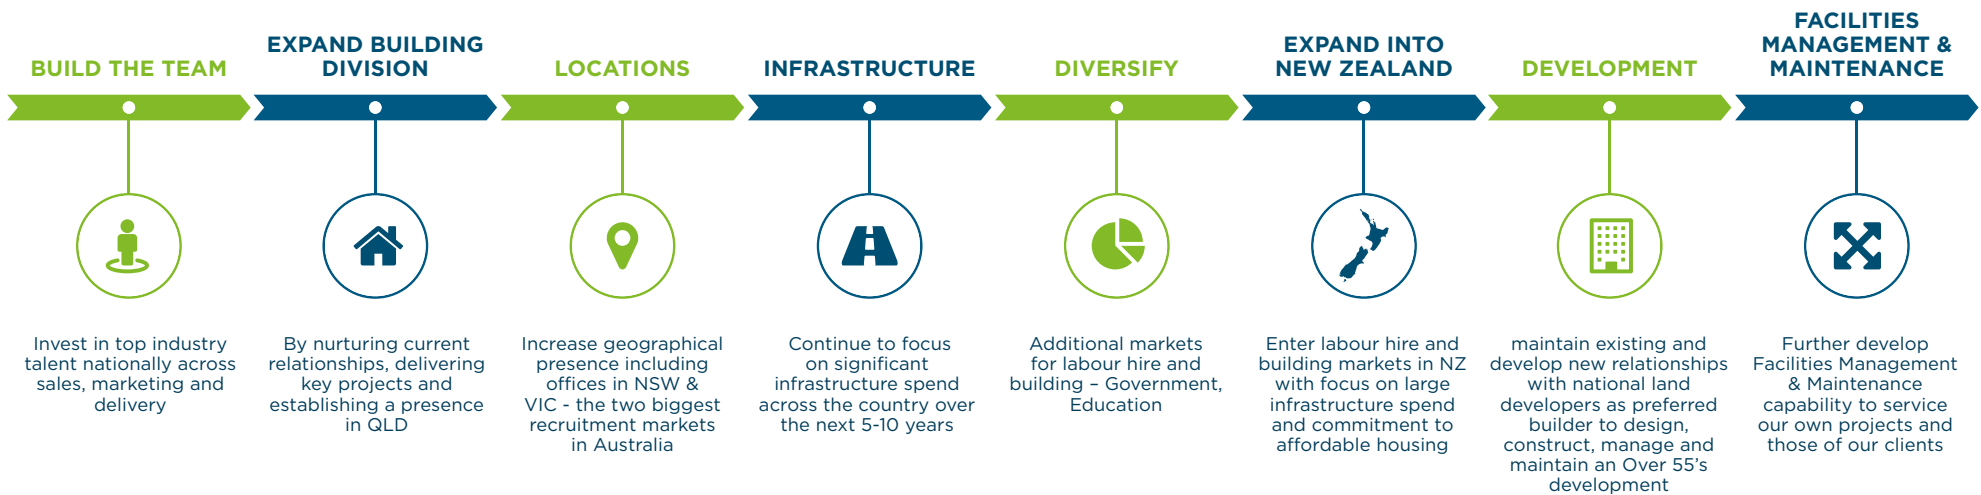 BUILD THE TEAM
Invest in top industry
talent nationally across
sales, marketing and
delivery
EXPAND BUILDING
DIVISION
By nurturing current
relationships, delivering
key projects and
establishing a presence
in QLD
LOCATIONS
Increase geographical
presence including
offices in NSW &
VIC - the two biggest
recruitment markets
in Australia
INFRASTRUCTURE
Continue to focus
on significant
infrastructure spend
across the country over
the next 5-10 years
DIVERSIFY
Additional markets
for labour hire and
building – Government,
Education
EXPAND INTO
NEW ZEALAND
Enter labour hire and
building markets in NZ
with focus on large
infrastructure spend
and commitment to
affordable housing
DEVELOPMENT
maintain existing and
develop new relationships
with national land
developers as preferred
builder to design,
construct, manage and
maintain an Over 55’s
development
FACILITIES
MANAGEMENT &
MAINTENANCE
Further develop
Facilities Management
& Maintenance
capability to service
our own projects and
those of our clients